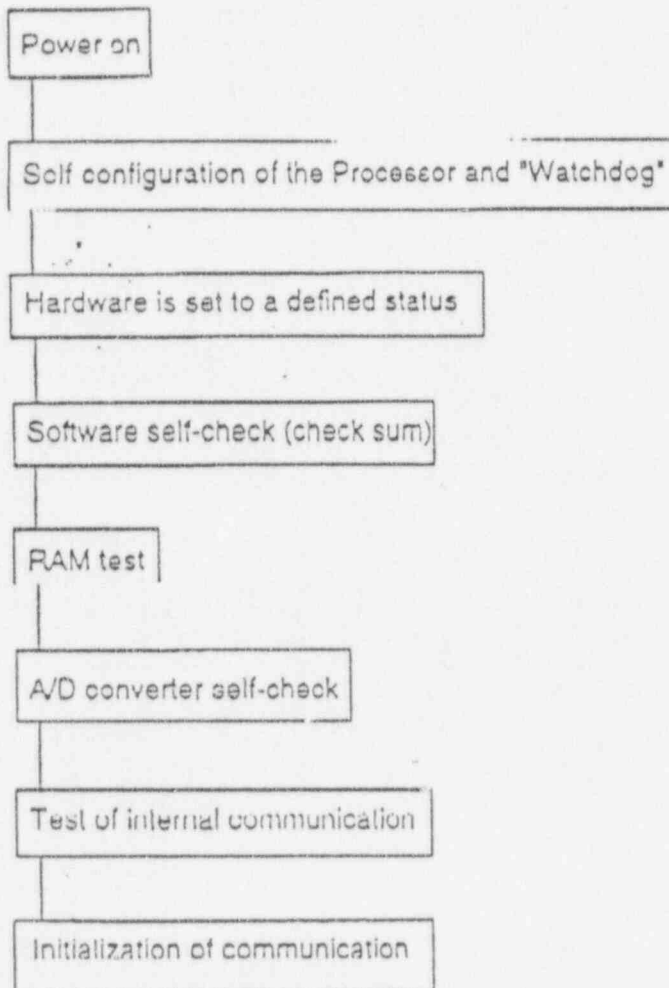 Power on
Self configuration of the Processor and "Watchdog"
Hardware is set to a defined status
Software self-check (check sum)
RAM test
A/D converter self-check
Test of internal communication
Initialization of communication